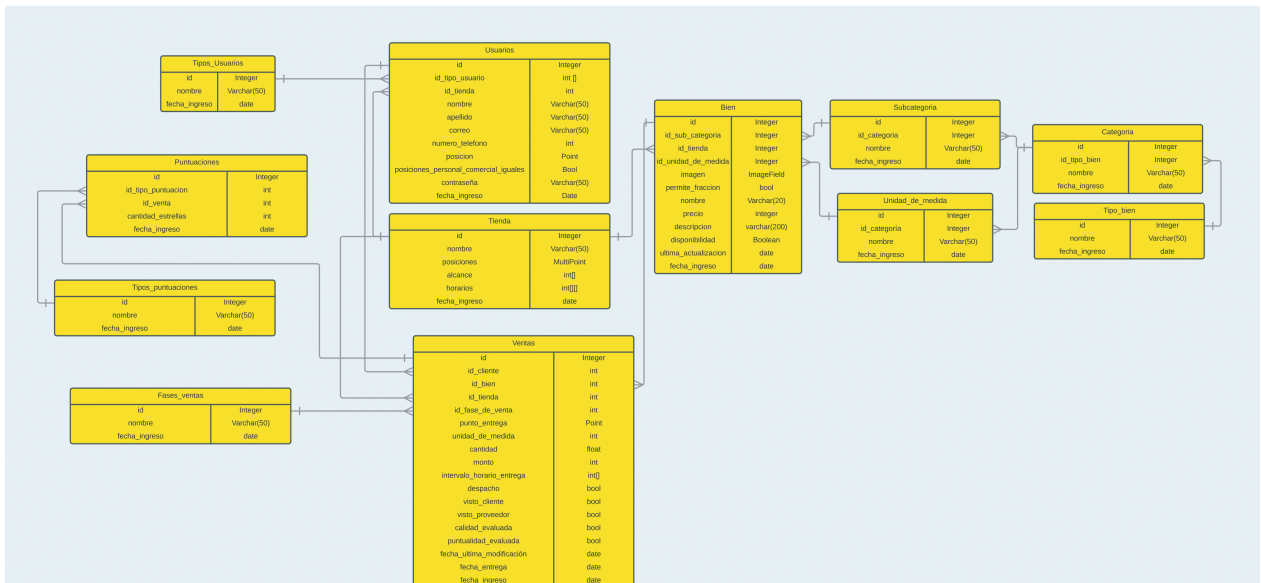 Tipos_Usuarios
id Integer
nombre Varchar(50)
fecha_ingreso date
Usuarios
id Integer
id_tipo_usuario int []
id_tienda int
nombre Varchar(50)
apellido Varchar(50)
correo Varchar(50)
numero_telefono int
posicion Point
posiciones_personal_comercial_iguales Bool
contraseña Varchar(50)
fecha_ingreso Date
Puntuaciones
id Integer
id_tipo_puntuacion int
id_venta int
cantidad_estrellas int
fecha_ingreso date
Tienda
id Integer
nombre Varchar(50)
posiciones MultiPoint
alcance int[]
horarios int[][]
fecha_ingreso date
Tipos_puntuaciones
id Integer
nombre Varchar(50)
fecha_ingreso date
Fases_ventas
id Integer
nombre Varchar(50)
fecha_ingreso date
Ventas
id Integer
id_cliente int
id_bien int
id_tienda int
id_fase_de_venta int
punto_entrega Point
unidad_de_medida int
cantidad float
monto int
intervalo_horario_entrega int[]
despacho bool
visto_cliente bool
visto_proveedor bool
calidad_evaluada bool
puntualidad_evaluada bool
fecha_ultima_modificación date
fecha_entrega date
fecha_ingreso date
Bien
id Integer
id_sub_categoria Integer
id_tienda Integer
id_unidad_de_medida Integer
imagen ImageField
permite_fraccion bool
nombre Varchar(20)
precio integer
descripcion varchar(200)
disponibilidad Boolean
ultima_actualizacion date
fecha_ingreso date
Subcategoria
id Integer
id_categoria Integer
nombre Varchar(50)
fecha_ingreso date
Unidad_de_medida
id Integer
id_categoria Integer
nombre Varchar(50)
fecha_ingreso date
Categoria
id Integer
id_tipo_bien Integer
nombre Varchar(50)
fecha_ingreso date
Tipo_bien
id Integer
nombre Varchar(50)
fecha_ingreso date